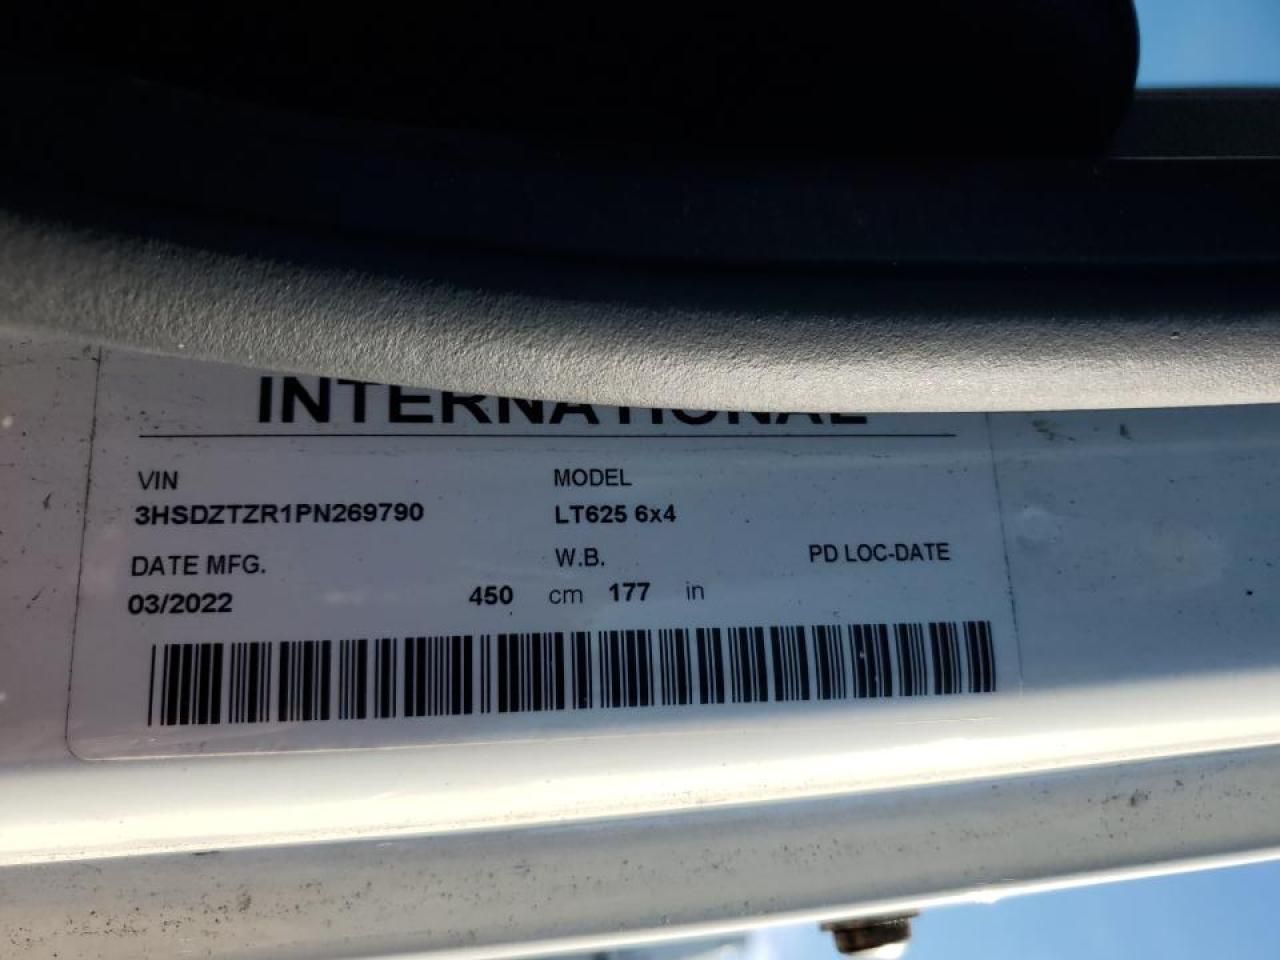 INTERNATIONAL
VIN MODEL
3HSDZTZR1PN269790 LT625 6x4
DATE MFG. W.B. PD LOC-DATE
03/2022 450 cm 177 in